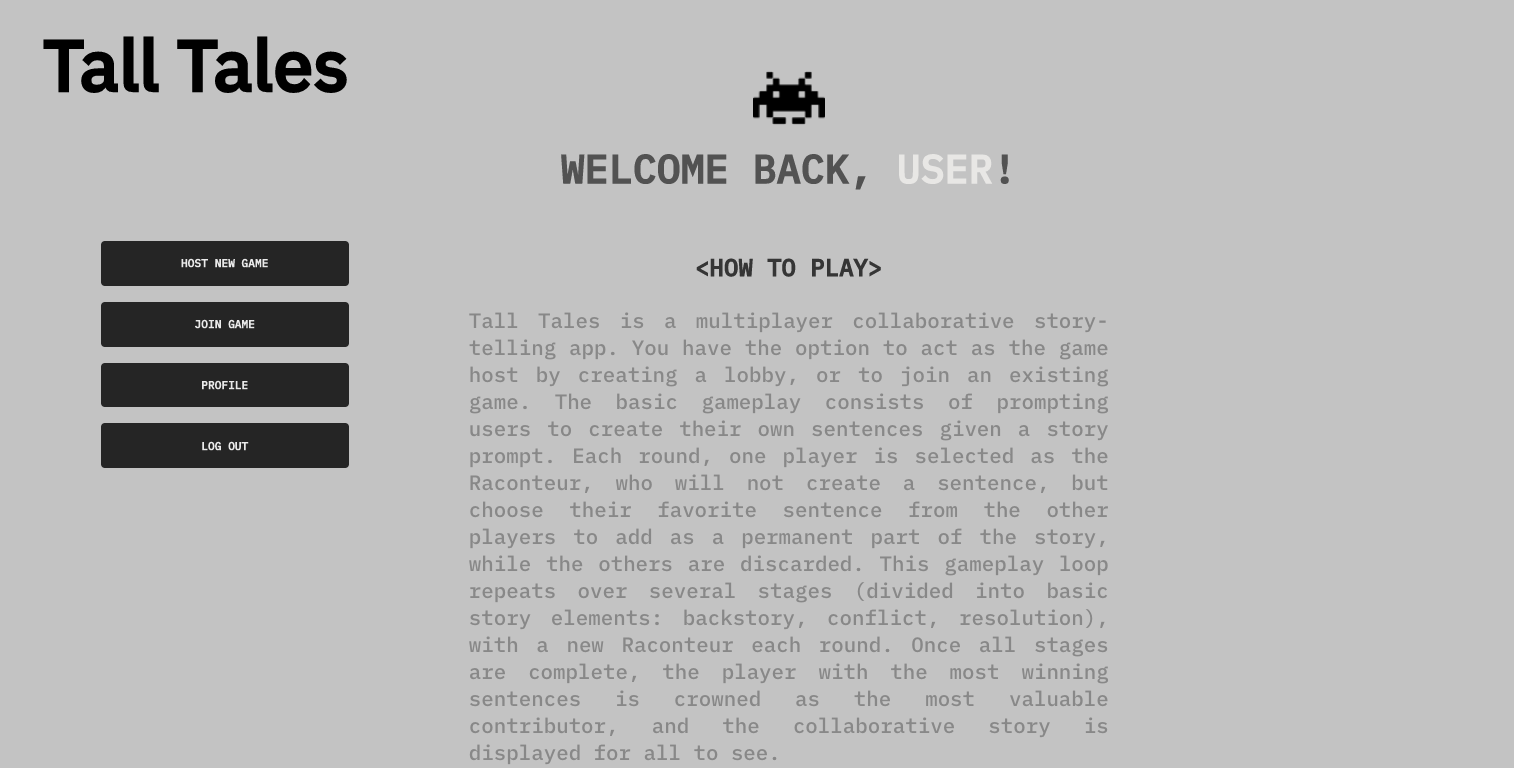 Tall Tales
WELCOME BACK, USER!
HOST NEW GAME
JOIN GAME
PROFILE
LOG OUT
<HOW TO PLAY>
Tall Tales is a multiplayer collaborative story-
telling app. You have the option to act as the game
host by creating a lobby, or to join an existing
game. The basic gameplay consists of prompting
users to create their own sentences given a story
prompt. Each round, one player is selected as the
Raconteur, who will not create a sentence, but
choose their favorite sentence from the other
players to add as a permanent part of the story,
while the others are discarded. This gameplay loop
repeats over several stages (divided into basic
story elements: backstory, conflict, resolution),
with a new Raconteur each round. Once all stages
are complete, the player with the most winning
sentences is crowned as the most valuable
contributor, and the collaborative story is
displayed for all to see.